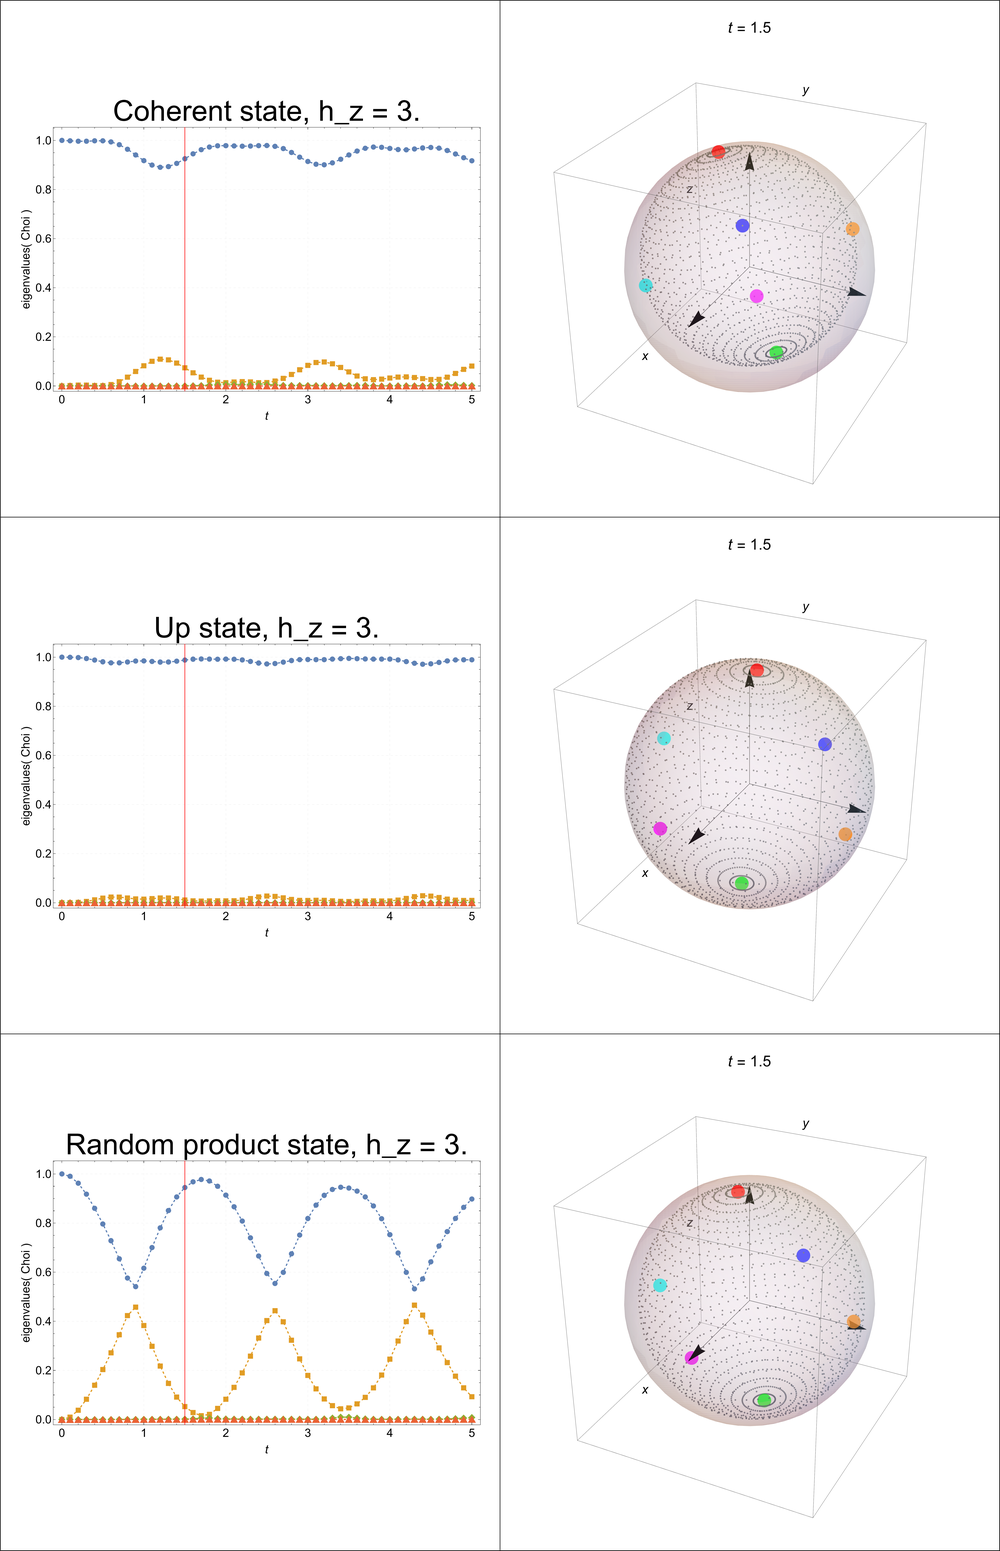 t = 1.5
y
Coherent state, h_z = 3.
1.0
0.8
z
0.6
eigenvalues( Choi )
0.4
0.2
x
0.0
0 1 2 3 4 5
t
t = 1.5
y
Up state, h_z = 3.
1.0
0.8
z
0.6
eigenvalues( Choi )
0.4
0.2
x
0.0
0 1 2 3 4 5
t
t = 1.5
y
Random product state, h_z = 3.
1.0
0.8
z
0.6
eigenvalues( Choi )
0.4
0.2
x
0.0
0 1 2 3 4 5
t